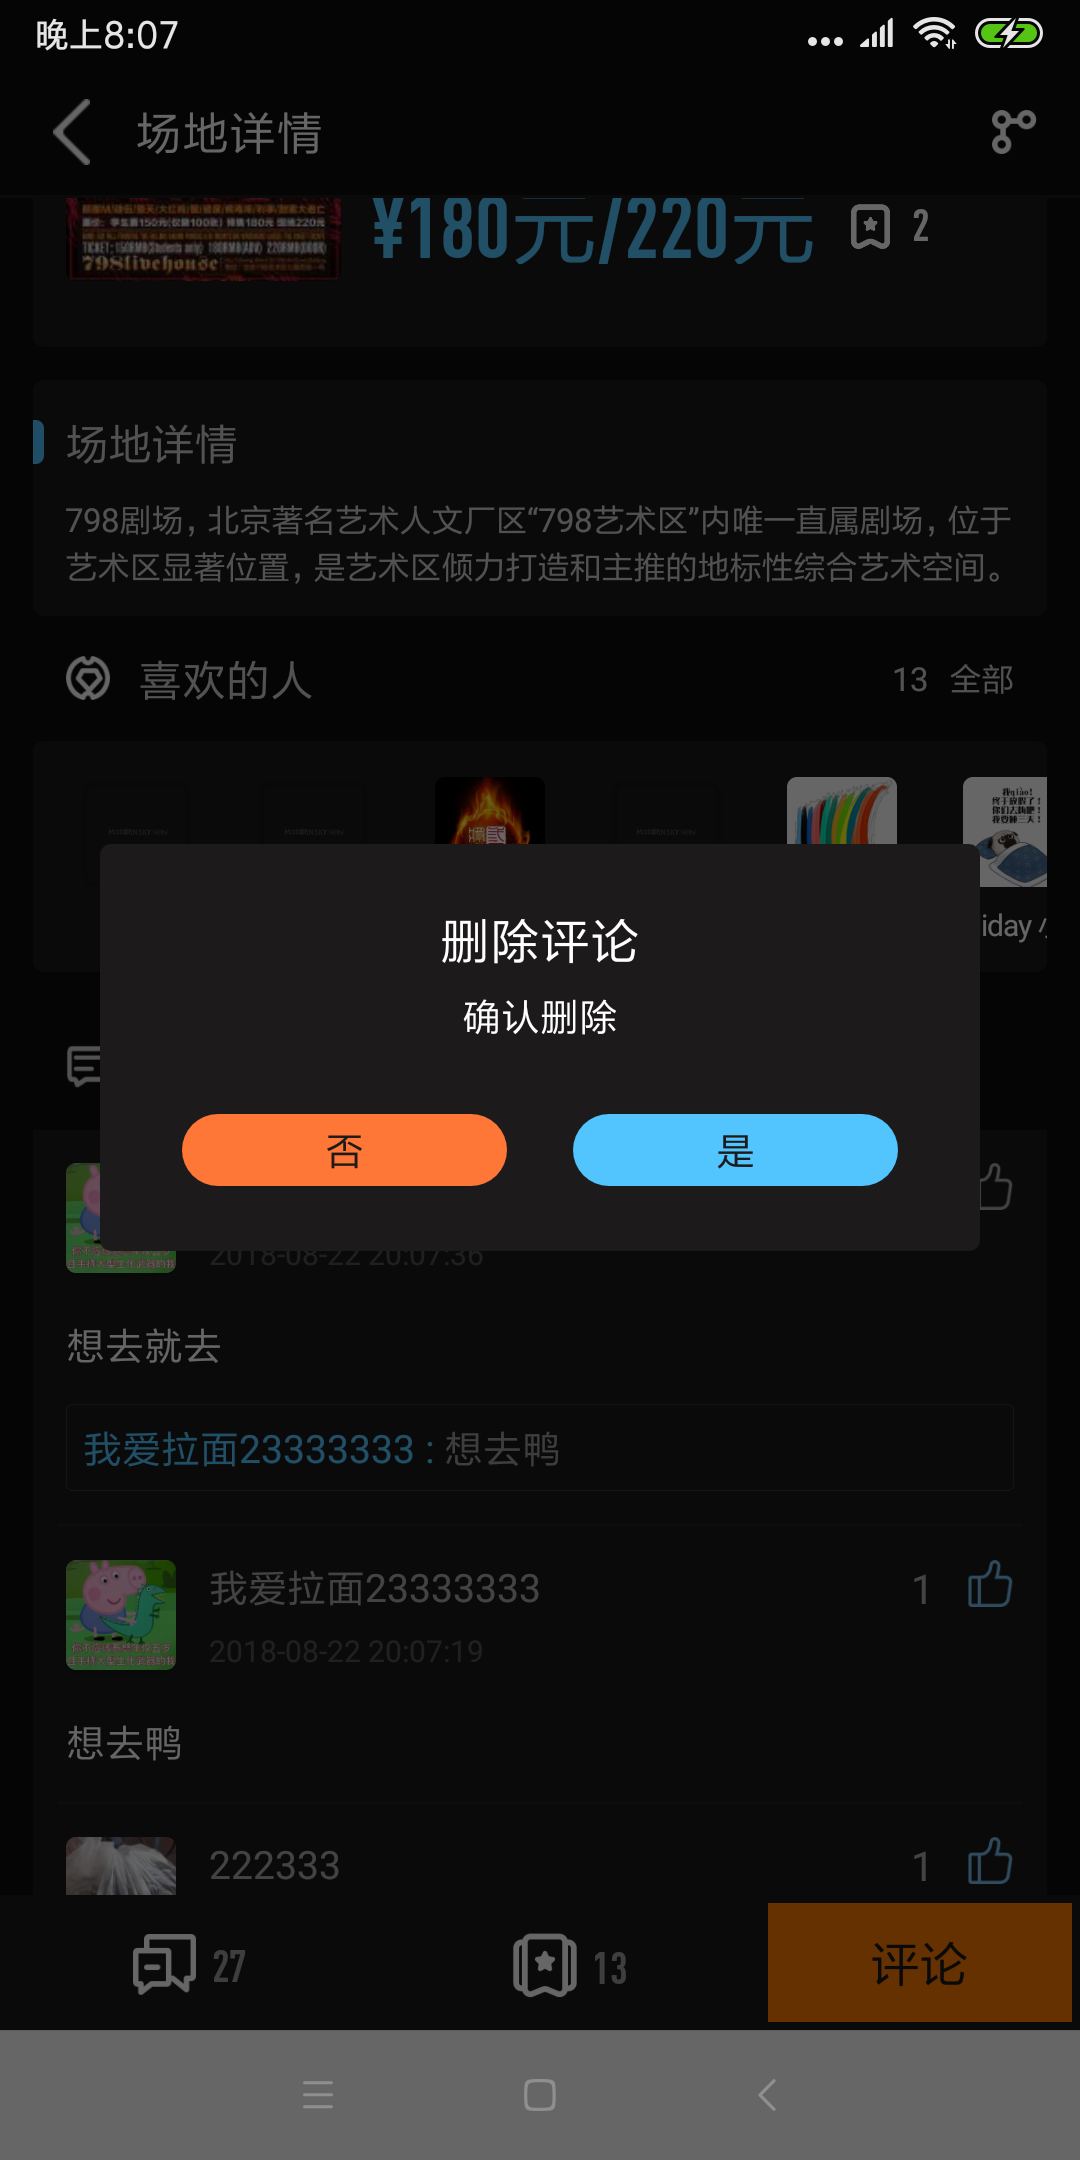 晚上8:07
场地详情
¥180元/220元 2
798livehouse
场地详情
798剧场，北京著名艺术人文厂区“798艺术区”内唯一直属剧场，位于
艺术区显著位置，是艺术区倾力打造和主推的地标性综合艺术空间。
喜欢的人
13 全部
iday 小
删除评论
确认删除
否
是
2018-08-22 20:07:36
想去就去
我爱拉面23333333 : 想去鸭
我爱拉面23333333
1
2018-08-22 20:07:19
想去鸭
222333
1
27
13
评论